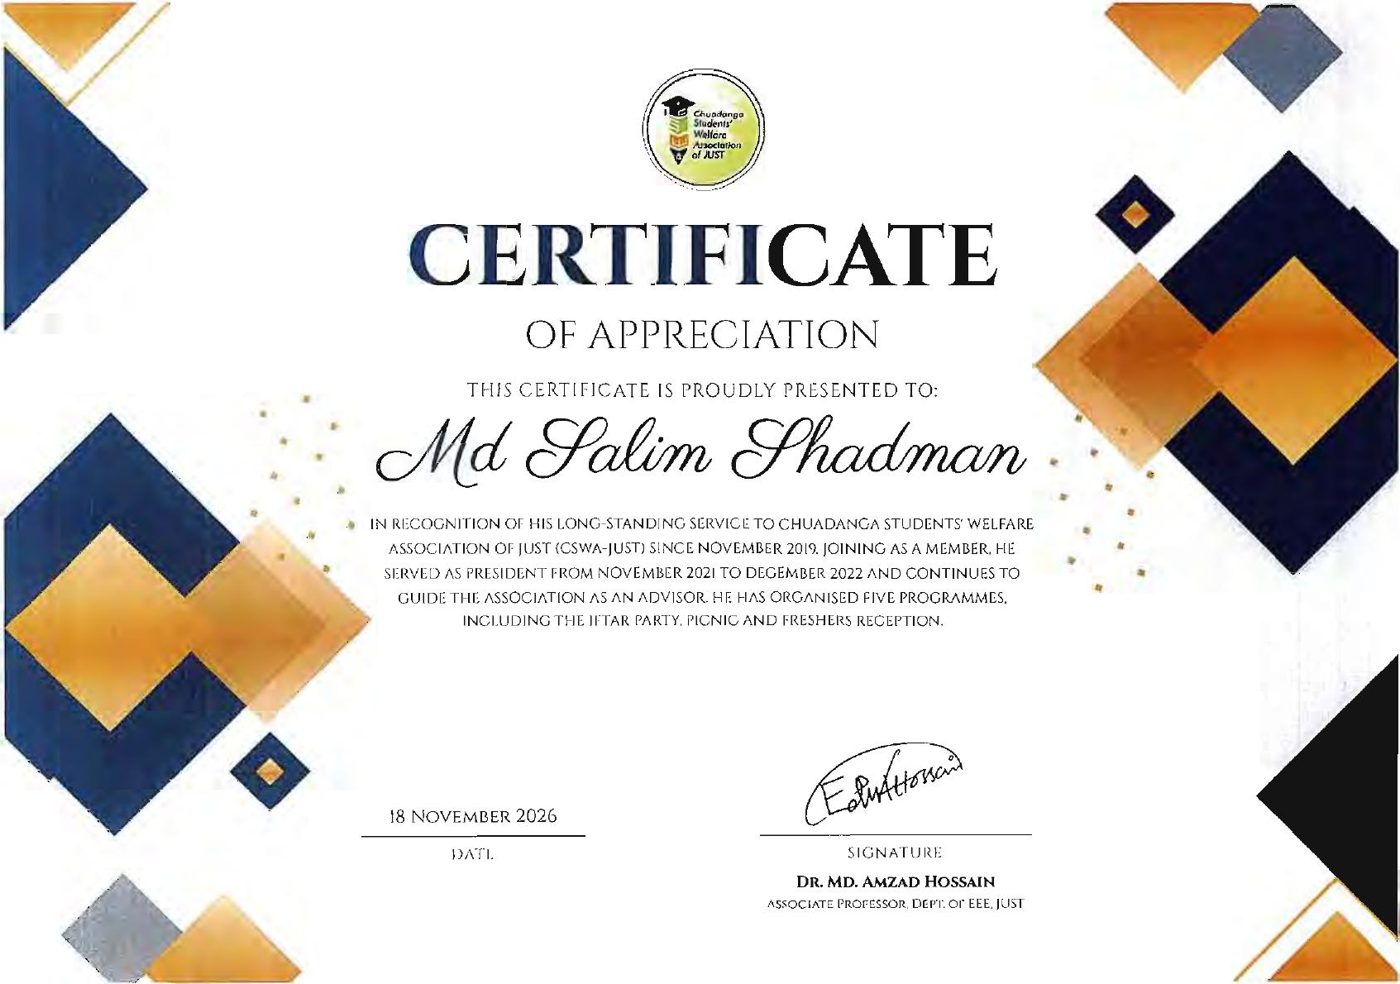 Chuadanga
Students'
Welfare
Association
of JUST
CERTIFICATE
OF APPRECIATION
THIS CERTIFICATE IS PROUDLY PRESENTED TO:
Md Salim Shadman
IN RECOGNITION OF HIS LONG-STANDING SERVICE TO CHUADANGA STUDENTS' WELFARE
ASSOCIATION OF JUST (CSWA-JUST) SINCE NOVEMBER 2019. JOINING AS A MEMBER, HE
SERVED AS PRESIDENT FROM NOVEMBER 2021 TO DECEMBER 2022 AND CONTINUES TO
GUIDE THE ASSOCIATION AS AN ADVISOR. HE HAS ORGANISED FIVE PROGRAMMES,
INCLUDING THE IFTAR PARTY, PICNIC AND FRESHERS RECEPTION.
18 NOVEMBER 2026
DATE
SIGNATURE
DR. MD. AMZAD HOSSAIN
ASSOCIATE PROFESSOR, DEPT. OF EEE, JUST